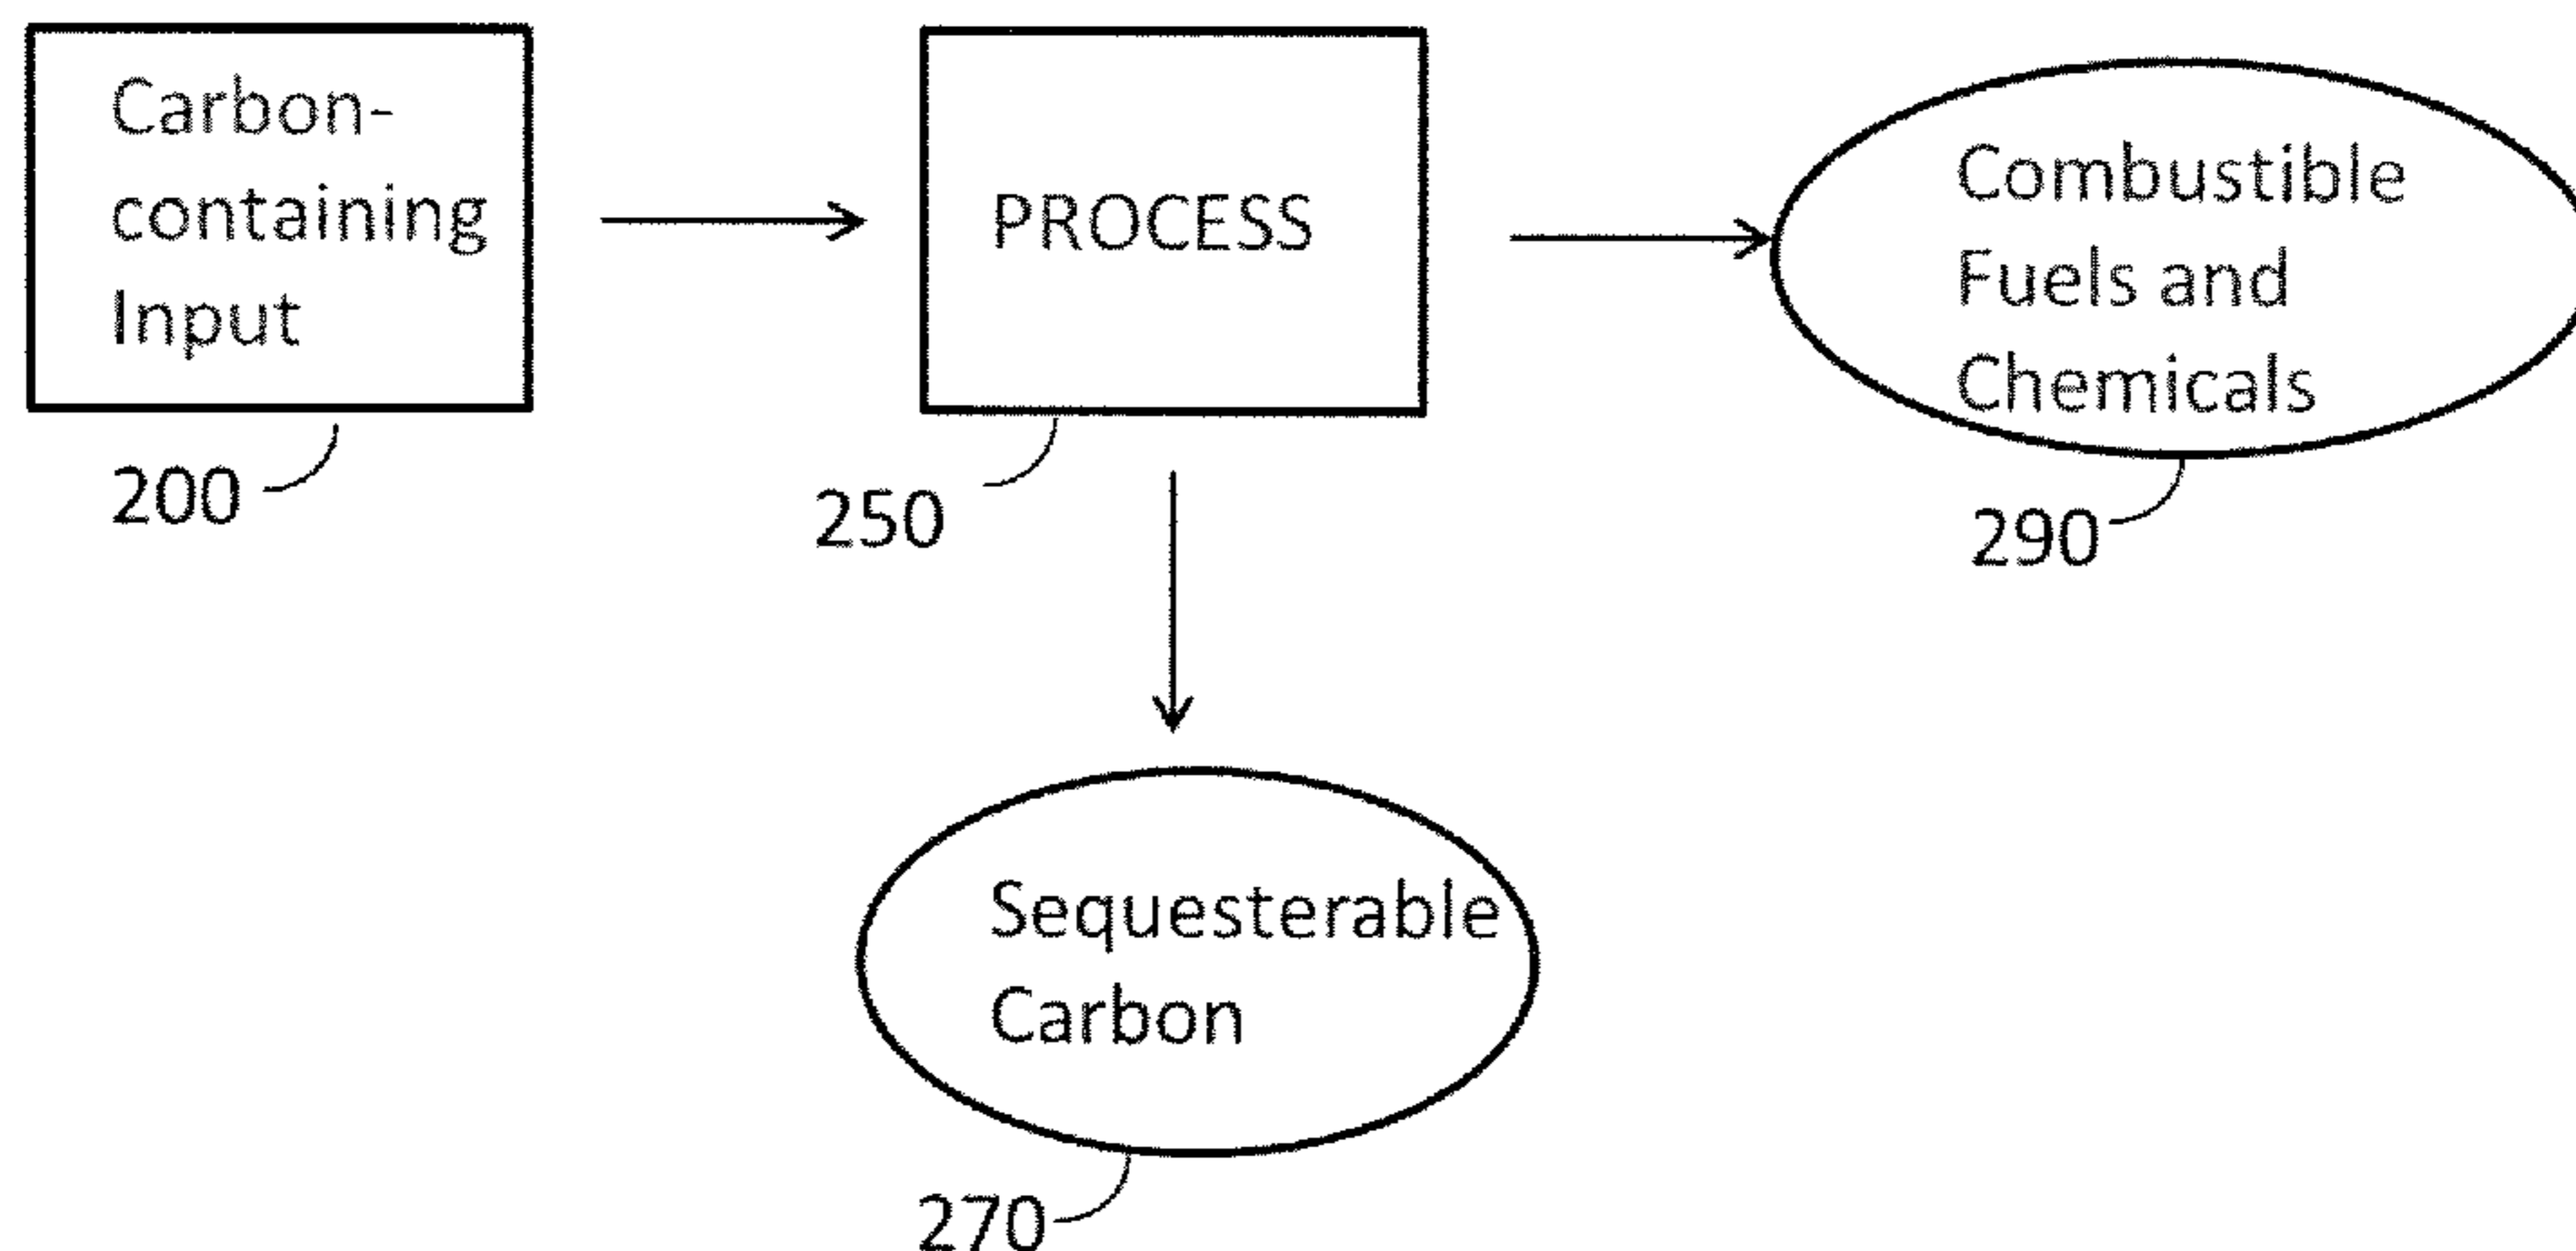 Carbon-
containing
Input
200
PROCESS
250
Combustible
Fuels and
Chemicals
290
Sequesterable
Carbon
270